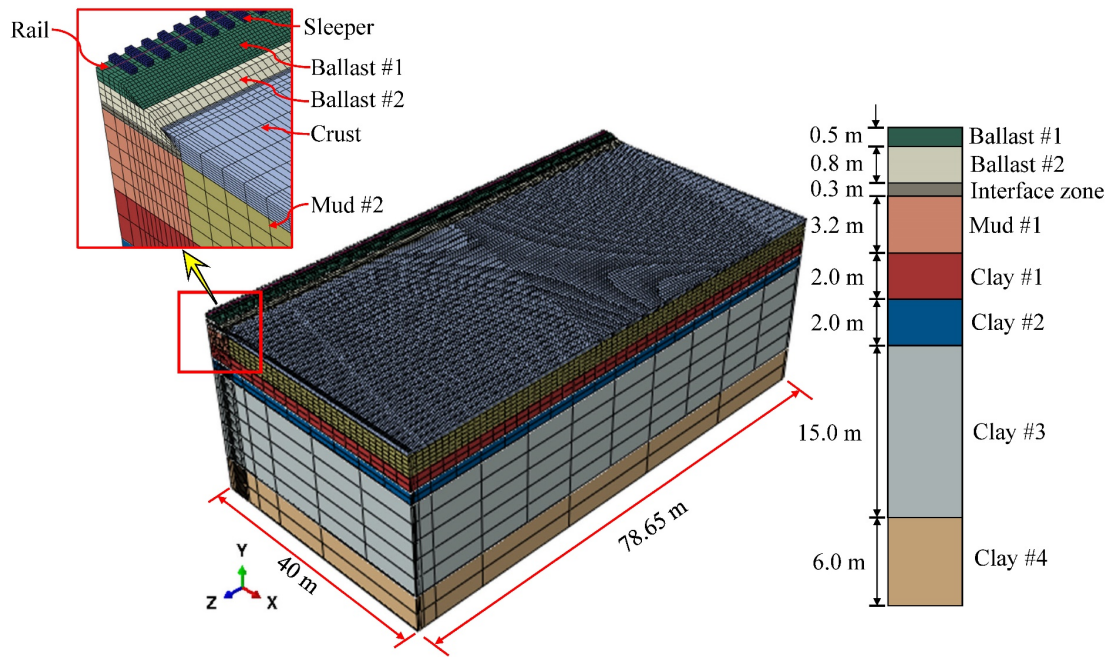 Rail
Sleeper
Ballast #1
Ballast #2
Crust
Mud #2
0.5 m
Ballast #1
0.8 m
Ballast #2
0.3 m
Interface zone
3.2 m
Mud #1
2.0 m
Clay #1
2.0 m
Clay #2
15.0 m
Clay #3
6.0 m
Clay #4
78.65 m
40 m
Y
Z
X